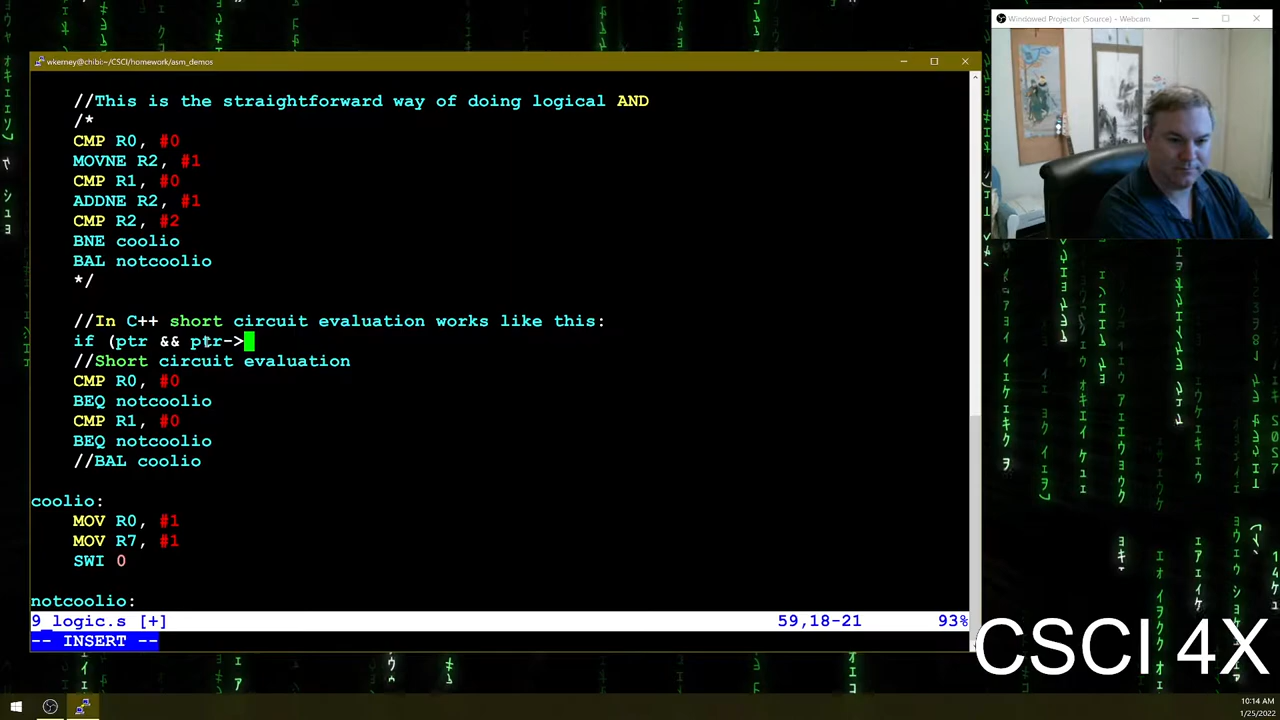 Windowed Projector (Source) - Webcam
wkerney@chibi:~/CSCI/homework/asm_demos
//This is the straightforward way of doing logical AND
/*
CMP R0, #0
MOVNE R2, #1
CMP R1, #0
ADDNE R2, #1
CMP R2, #2
BNE coolio
BAL notcoolio
*/
//In C++ short circuit evaluation works like this:
if (ptr && ptr->
//Short circuit evaluation
CMP R0, #0
BEQ notcoolio
CMP R1, #0
BEQ notcoolio
//BAL coolio
coolio:
MOV R0, #1
MOV R7, #1
SWI 0
notcoolio:
9_logic.s [+] 59,18-21 93%
-- INSERT --
CSCI 4X
10:14 AM
1/25/2022